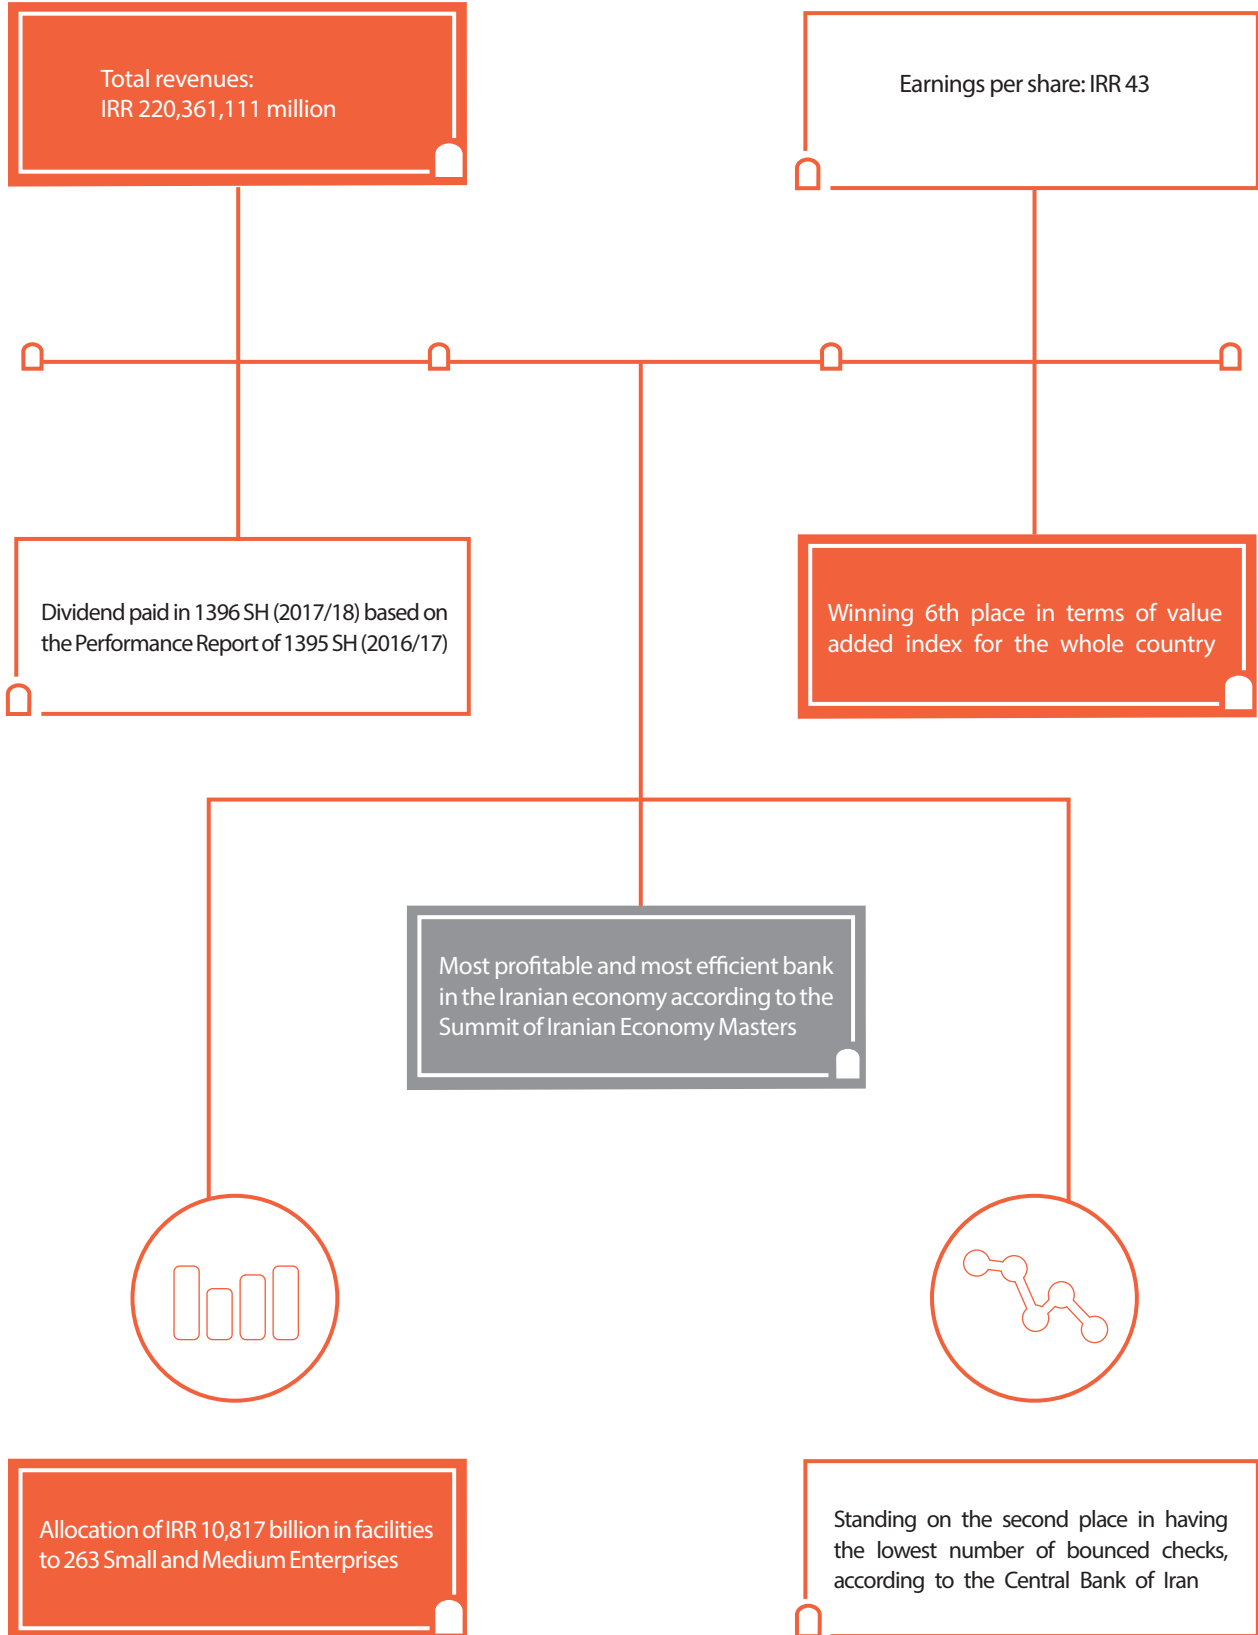 Total revenues:
IRR 220,361,111 million
Earnings per share: IRR 43
Dividend paid in 1396 SH (2017/18) based on
the Performance Report of 1395 SH (2016/17)
Winning 6th place in terms of value
added index for the whole country
Most profitable and most efficient bank
in the Iranian economy according to the
Summit of Iranian Economy Masters
Allocation of IRR 10,817 billion in facilities
to 263 Small and Medium Enterprises
Standing on the second place in having
the lowest number of bounced checks,
according to the Central Bank of Iran